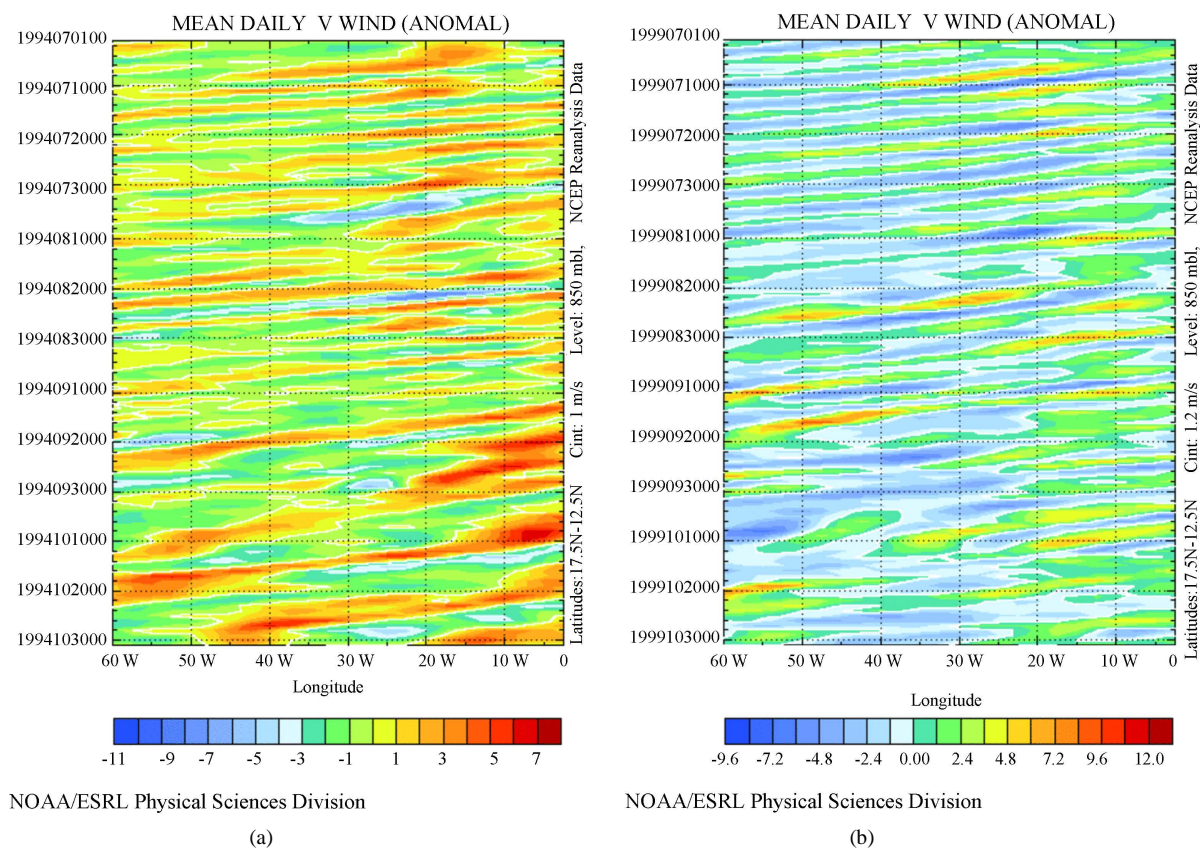 MEAN DAILY V WIND (ANOMAL)
1994070100
1994071000
1994072000
1994073000
1994081000
1994082000
1994083000
1994091000
1994092000
1994093000
1994101000
1994102000
1994103000
60 W 50 W 40 W 30 W 20 W 10 W 0
Longitude
Latitudes:17.5N-12.5N Cint: 1 m/s Level: 850 mbl, NCEP Reanalysis Data
-11 -9 -7 -5 -3 -1 1 3 5 7
NOAA/ESRL Physical Sciences Division
(a)
MEAN DAILY V WIND (ANOMAL)
1999070100
1999071000
1999072000
1999073000
1999081000
1999082000
1999083000
1999091000
1999092000
1999093000
1999101000
1999102000
1999103000
60 W 50 W 40 W 30 W 20 W 10 W 0
Longitude
Latitudes:17.5N-12.5N Cint: 1.2 m/s Level: 850 mbl, NCEP Reanalysis Data
-9.6 -7.2 -4.8 -2.4 0.00 2.4 4.8 7.2 9.6 12.0
NOAA/ESRL Physical Sciences Division
(b)